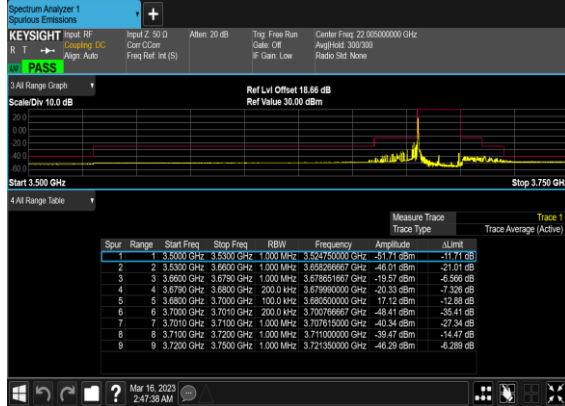 Spectrum Analyzer 1
Spurious Emissions
+
KEYSIGHT Input: RF Input Z: 50 Ω Atten: 20 dB Trig: Free Run Center Freq: 22.005000000 GHz
R T Coupling: DC Corr CCorr Gate: Off Avg|Hold: 300/300
Align: Auto Freq Ref: Int (S) IF Gain: Low Radio Std: None
PASS
3 All Range Graph
Ref Lvl Offset 18.66 dB
Scale/Div 10.0 dB Ref Value 30.00 dBm
20.0
0.00
-20.0
-40.0
-60.0
Start 3.500 GHz Stop 3.750 GH
4 All Range Table
Measure Trace Trace 1
Trace Type Trace Average (Active)
Spur Range Start Freq Stop Freq RBW Frequency Amplitude ΔLimit
1 1 3.5000 GHz 3.5300 GHz 1.000 MHz 3.524750000 GHz -51.71 dBm -11.71 dB
2 2 3.5300 GHz 3.6600 GHz 1.000 MHz 3.658266667 GHz -46.01 dBm -21.01 dB
3 3 3.6600 GHz 3.6790 GHz 1.000 MHz 3.678651667 GHz -19.57 dBm -6.566 dB
4 4 3.6790 GHz 3.6800 GHz 200.0 kHz 3.679990000 GHz -20.33 dBm -7.326 dB
5 5 3.6800 GHz 3.7000 GHz 100.0 kHz 3.680500000 GHz 17.12 dBm -12.88 dB
6 6 3.7000 GHz 3.7010 GHz 200.0 kHz 3.700766667 GHz -48.41 dBm -35.41 dB
7 7 3.7010 GHz 3.7100 GHz 1.000 MHz 3.707615000 GHz -40.34 dBm -27.34 dB
8 8 3.7100 GHz 3.7200 GHz 1.000 MHz 3.711000000 GHz -39.47 dBm -14.47 dB
9 9 3.7200 GHz 3.7500 GHz 1.000 MHz 3.721350000 GHz -46.29 dBm -6.289 dB
? Mar 16, 2023
2:47:38 AM